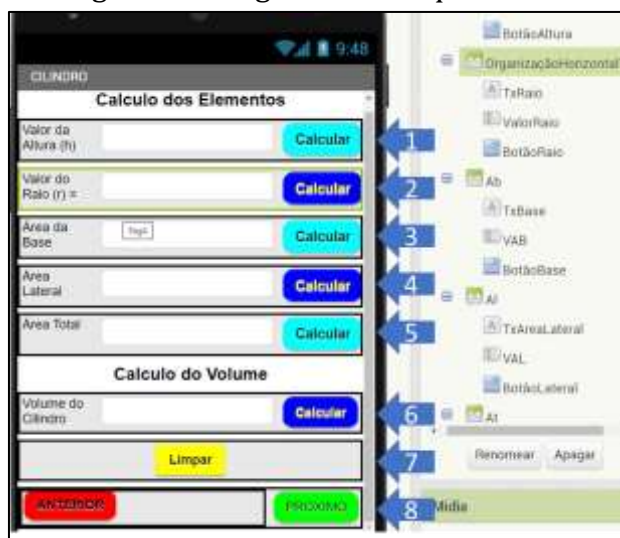 9:48
CILINDRO
Calculo dos Elementos
Valor da
Altura (h)
Calcular
1
Valor do
Raio (r) =
Calcular
2
Area da
Base
Calcular
3
Area
Lateral
Calcular
4
Area Total
Calcular
5
Calculo do Volume
Volume do
Cilindro
Calcular
6
Limpar
7
ANTERIOR
PROXIMO
8
BotãoAltura
OrganizaçãoHorizontal
TxRaio
ValorRaio
BotãoRaio
Ab
TxBase
VAB
BotãoBase
Al
TxAreaLateral
VAL
BotãoLateral
At
Renomear Apagar
Mídia